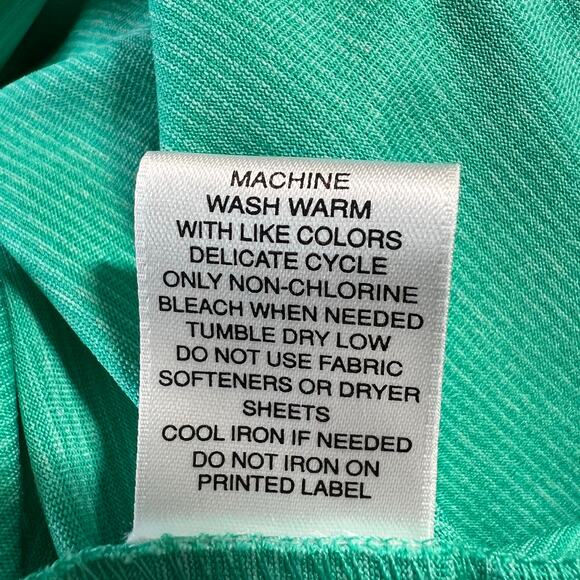 MACHINE
WASH WARM
WITH LIKE COLORS
DELICATE CYCLE
ONLY NON-CHLORINE
BLEACH WHEN NEEDED
TUMBLE DRY LOW
DO NOT USE FABRIC
SOFTENERS OR DRYER
SHEETS
COOL IRON IF NEEDED
DO NOT IRON ON
PRINTED LABEL